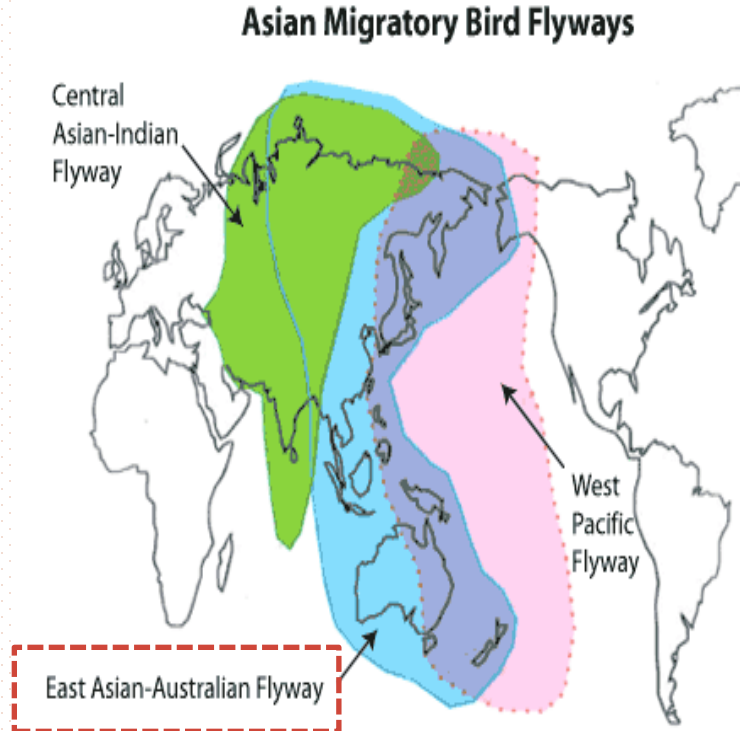 Asian Migratory Bird Flyways
Central
Asian-Indian
Flyway
West
Pacific
Flyway
East Asian-Australian Flyway